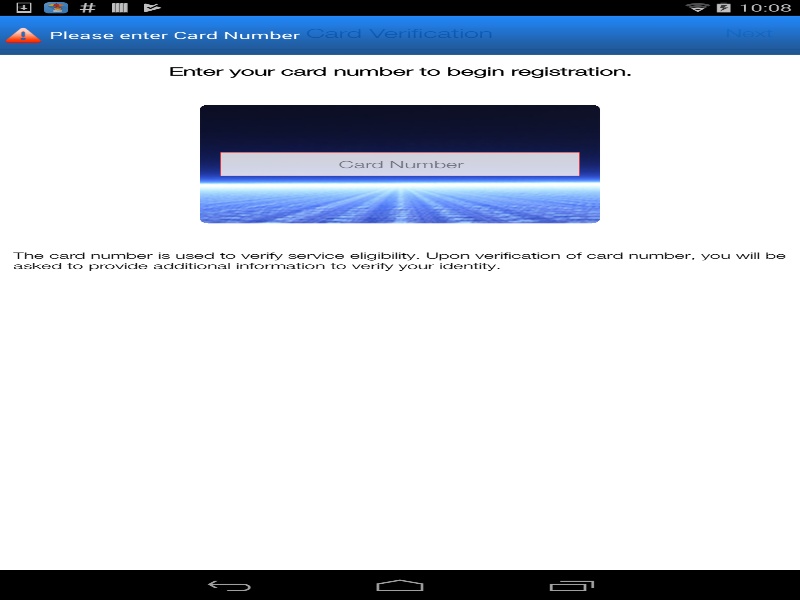 10:08
Please enter Card Number
Card Verification
Next
Enter your card number to begin registration.
Card Number
The card number is used to verify service eligibility. Upon verification of card number, you will be
asked to provide additional information to verify your identity.